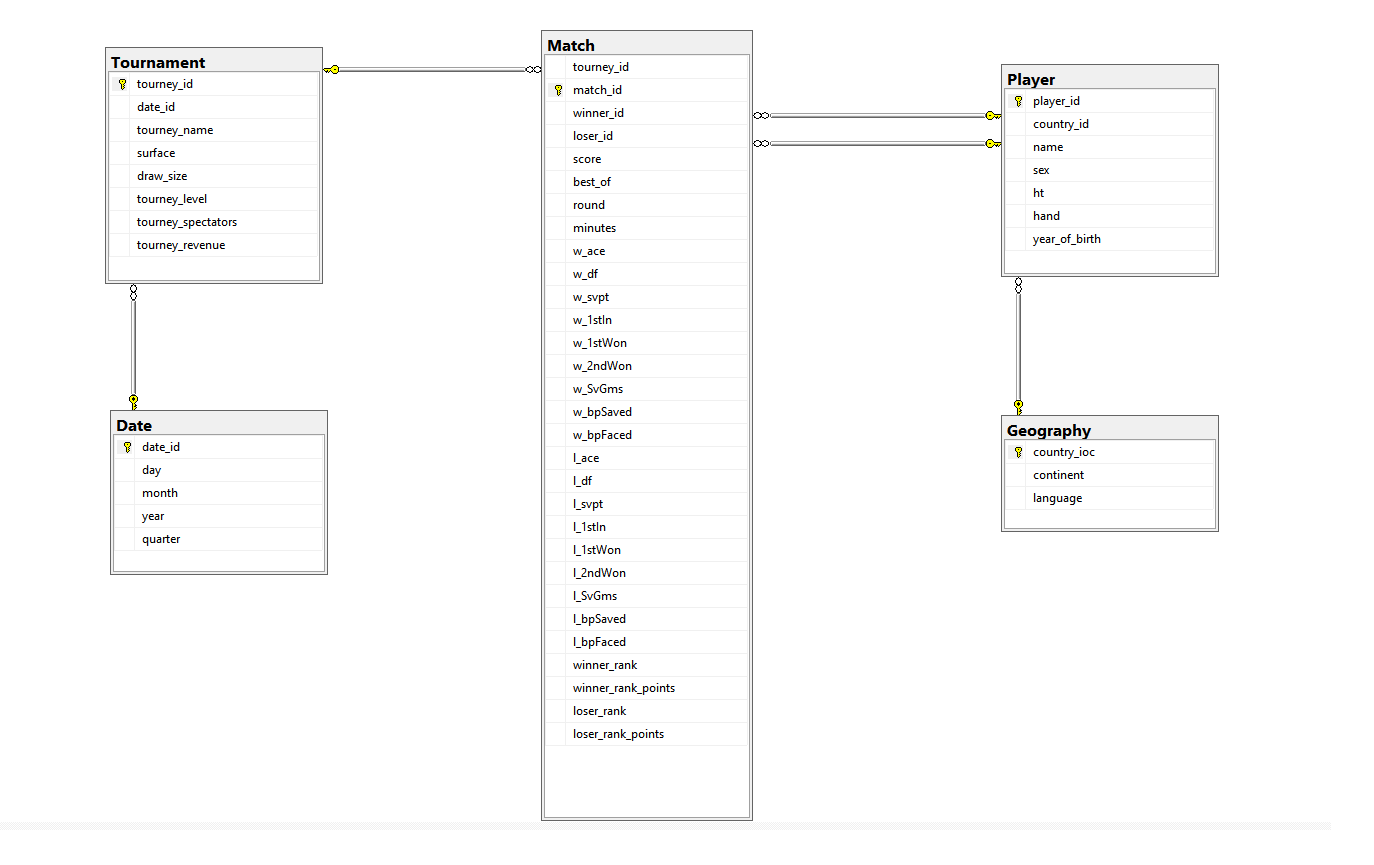 Tournament
tourney_id
date_id
tourney_name
surface
draw_size
tourney_level
tourney_spectators
tourney_revenue
Date
date_id
day
month
year
quarter
Match
tourney_id
match_id
winner_id
loser_id
score
best_of
round
minutes
w_ace
w_df
w_svpt
w_1stIn
w_1stWon
w_2ndWon
w_SvGms
w_bpSaved
w_bpFaced
l_ace
l_df
l_svpt
l_1stIn
l_1stWon
l_2ndWon
l_SvGms
l_bpSaved
l_bpFaced
winner_rank
winner_rank_points
loser_rank
loser_rank_points
Player
player_id
country_id
name
sex
ht
hand
year_of_birth
Geography
country_ioc
continent
language